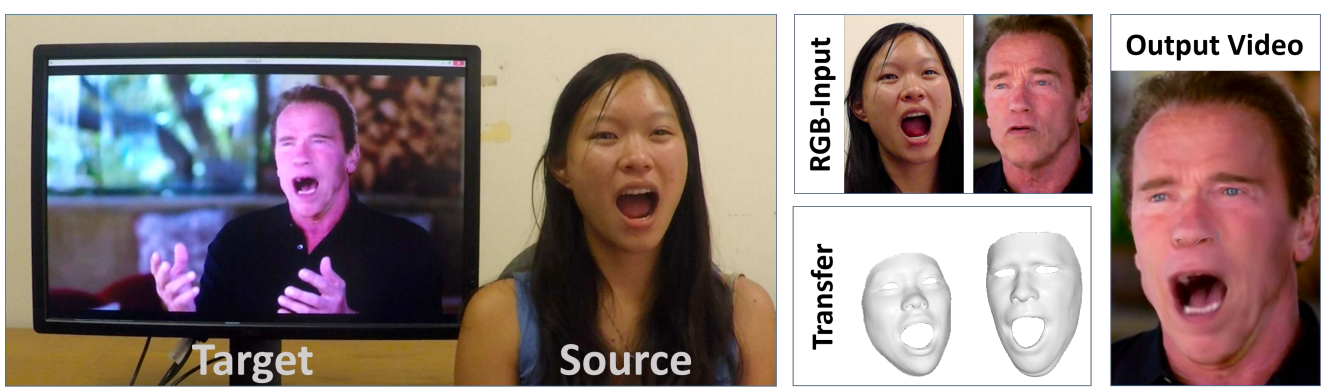 Target
Source
RGB-Input
Transfer
Output Video